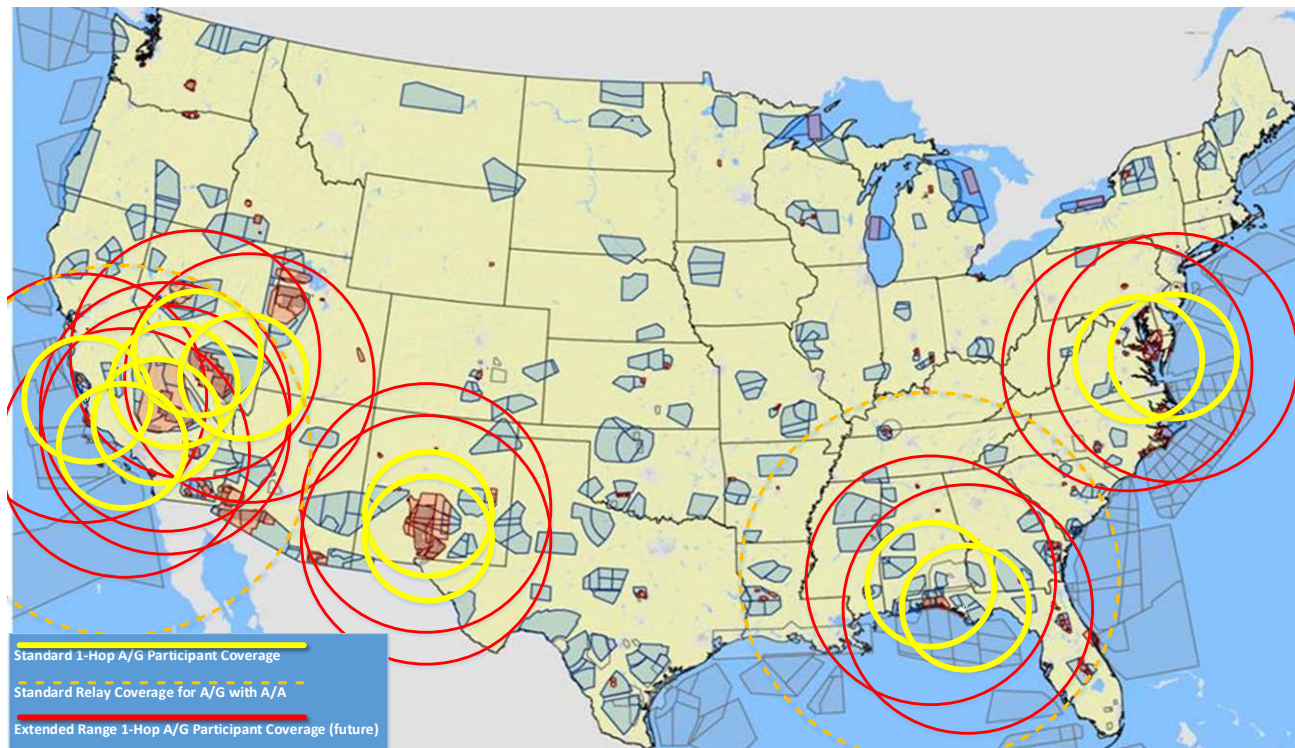 Standard 1-Hop A/G Participant Coverage
Standard Relay Coverage for A/G with A/A
Extended Range 1-Hop A/G Participant Coverage (future)